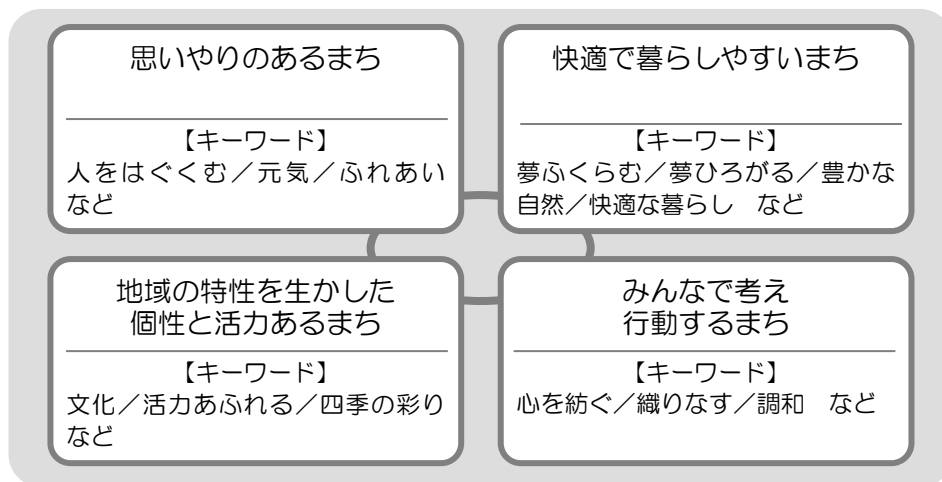 思いやりのあるまち
【キーワード】
人をはぐくむ／元気／ふれあい
など
快適で暮らしやすいまち
【キーワード】
夢ふくらむ／夢ひろがる／豊かな
自然／快適な暮らし　など
地域の特性を生かした
個性と活力あるまち
【キーワード】
文化／活力あふれる／四季の彩り
など
みんなで考え
行動するまち
【キーワード】
心を紡ぐ／織りなす／調和　など